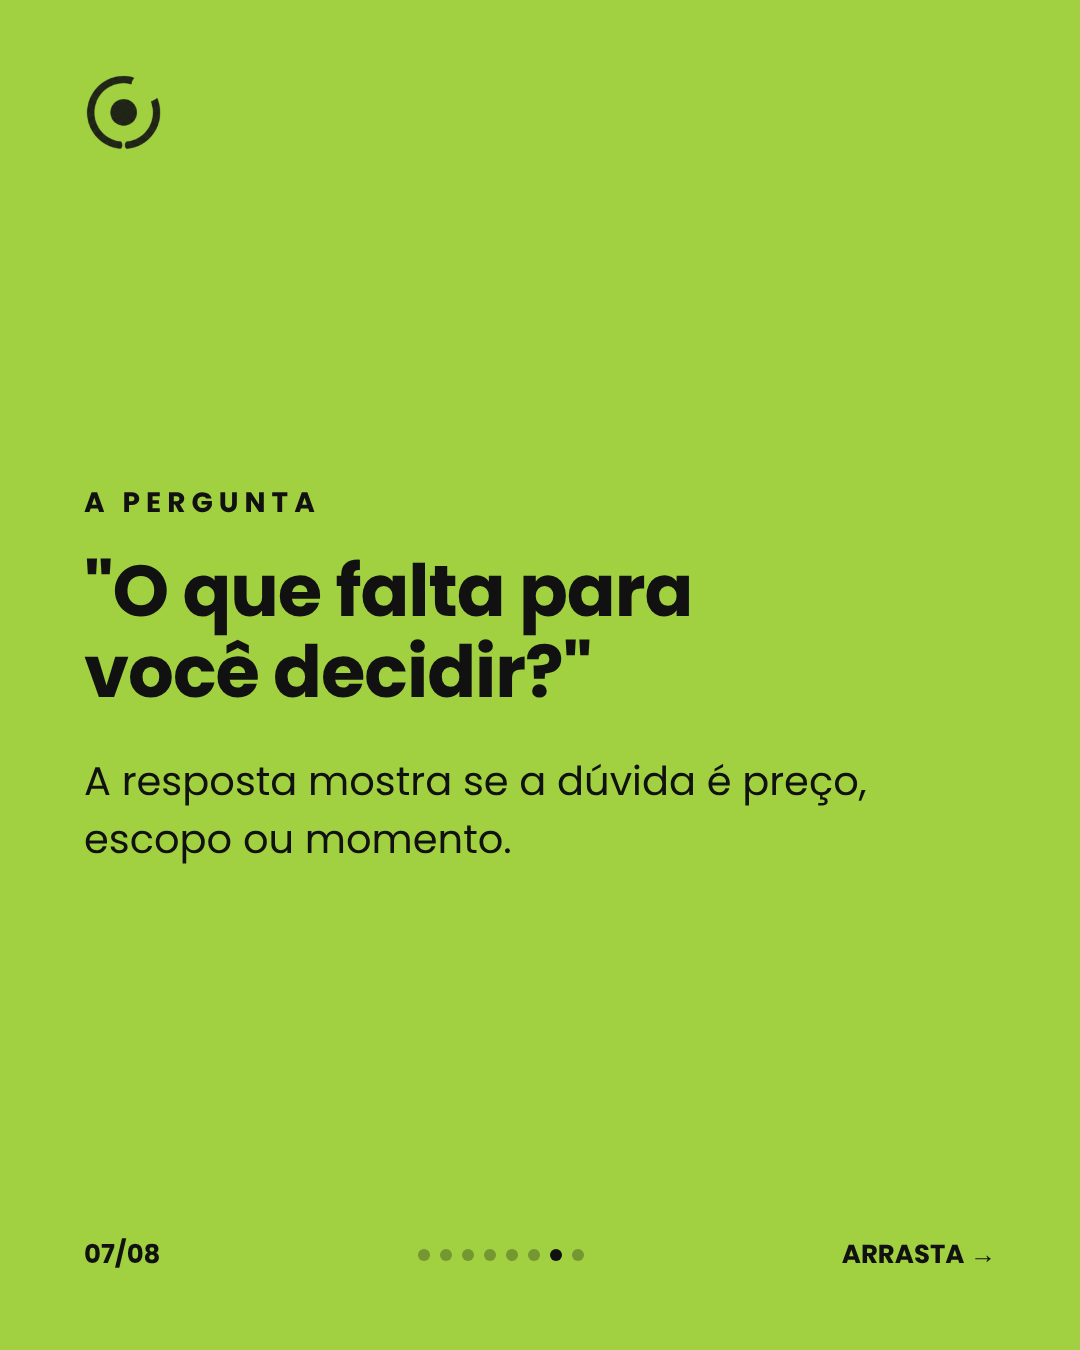 A PERGUNTA
"O que falta para
você decidir?"
A resposta mostra se a dúvida é preço,
escopo ou momento.
07/08
ARRASTA →